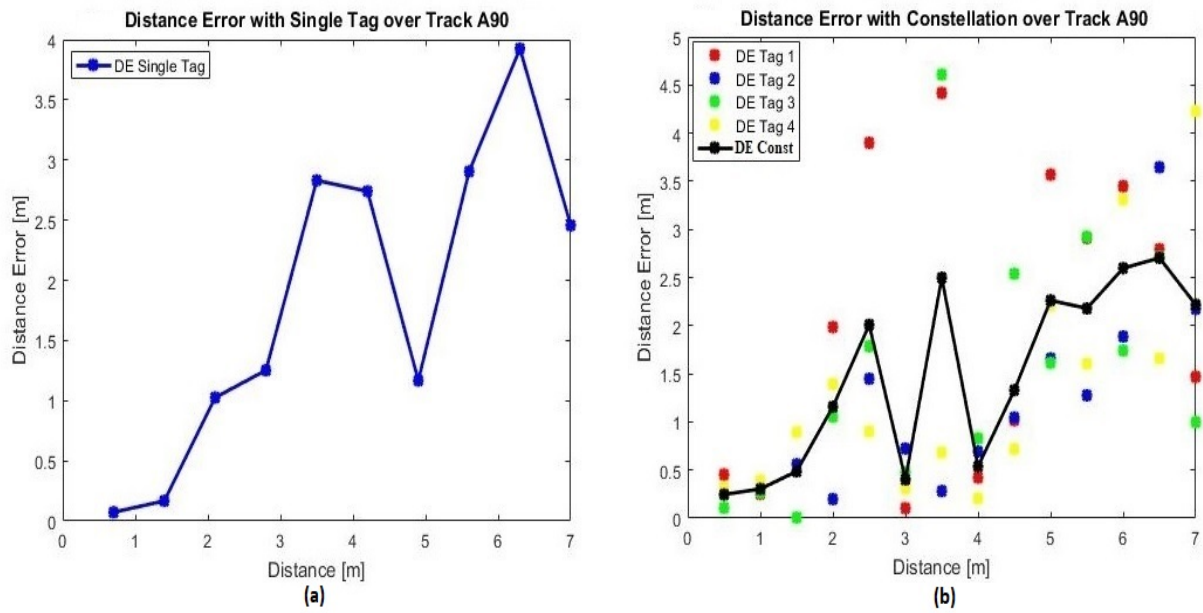 Distance Error with Single Tag over Track A90
DE Single Tag
4
3.5
3
2.5
2
1.5
1
0.5
0
Distance Error [m]
0 1 2 3 4 5 6 7
Distance [m]
(a)
Distance Error with Constellation over Track A90
DE Tag 1
DE Tag 2
DE Tag 3
DE Tag 4
DE Const
5
4.5
4
3.5
3
2.5
2
1.5
1
0.5
0
Distance Error [m]
0 1 2 3 4 5 6 7
Distance [m]
(b)